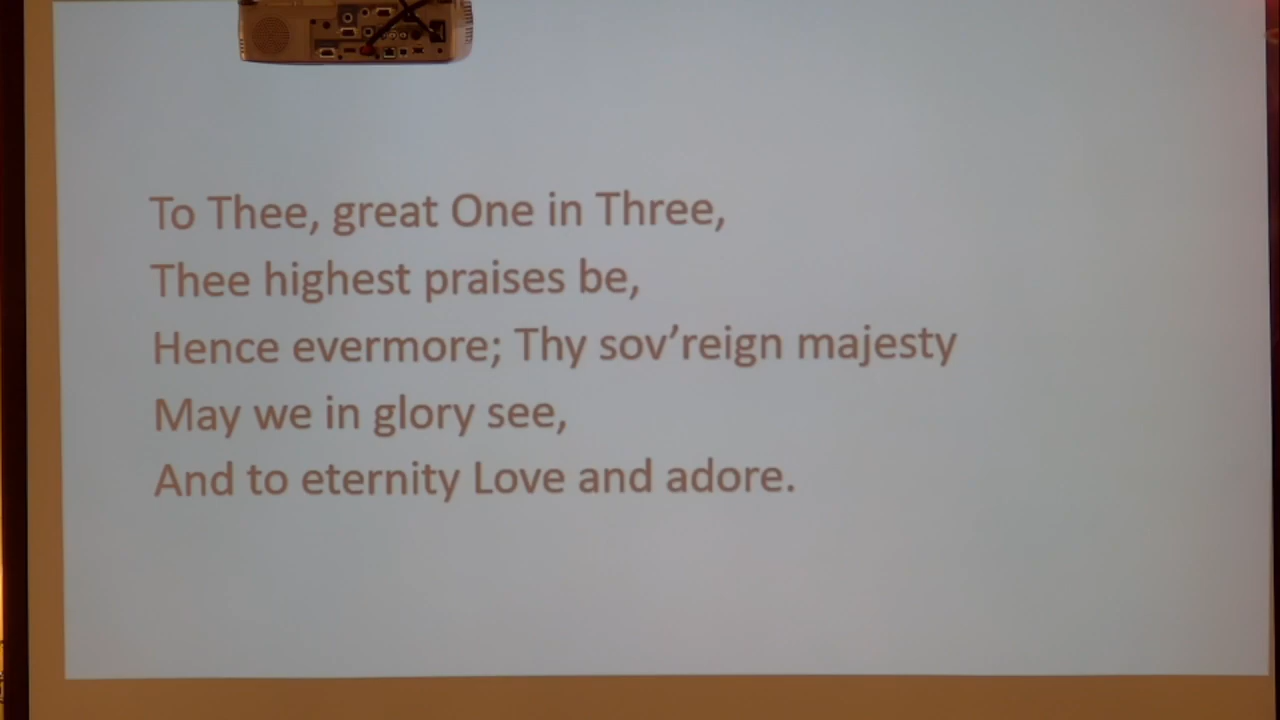 To Thee, great One in Three,
Thee highest praises be,
Hence evermore; Thy sov’reign majesty
May we in glory see,
And to eternity Love and adore.